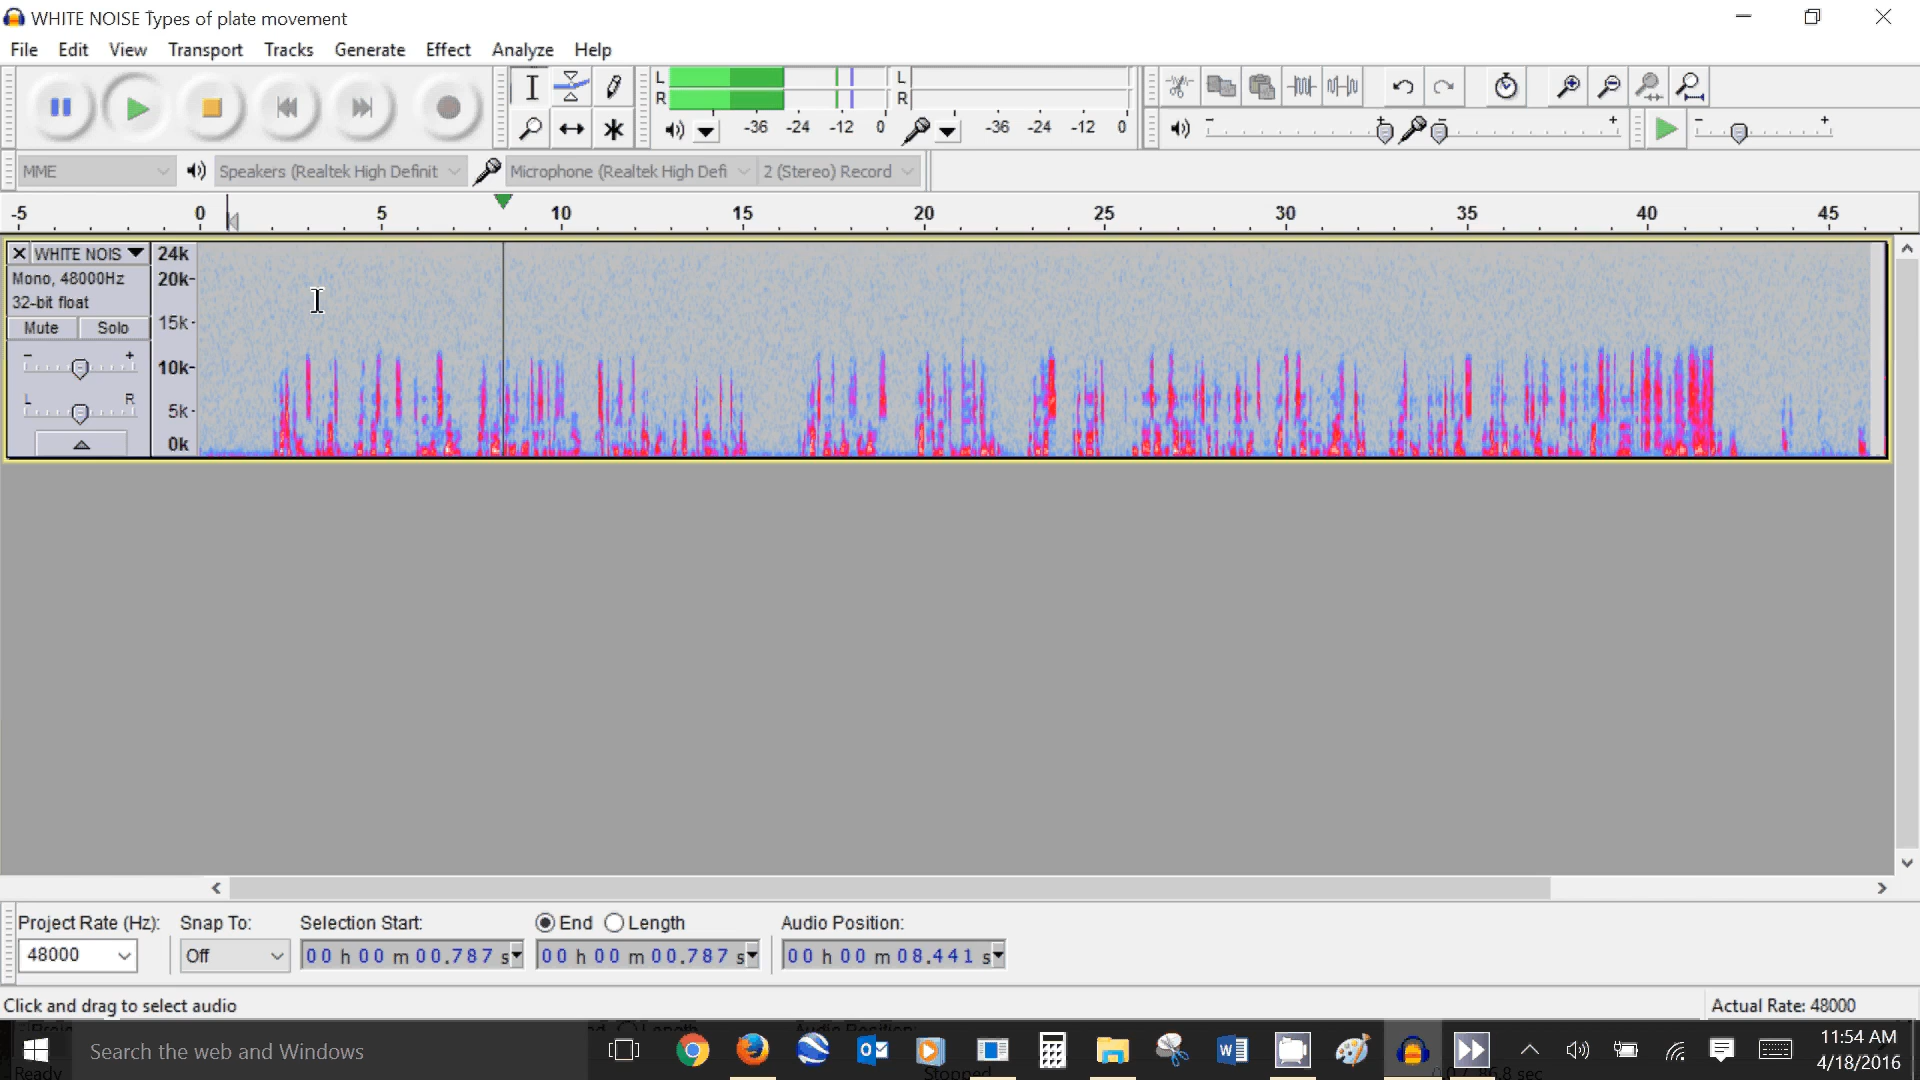 WHITE NOISE Types of plate movement
File Edit View Transport Tracks Generate Effect Analyze Help
L
R
-36 -24 -12 0
L
R
-36 -24 -12 0
MME
Speakers (Realtek High Definit
Microphone (Realtek High Defi
2 (Stereo) Record
-5 0 5 10 15 20 25 30 35 40 45
WHITE NOIS
Mono, 48000Hz
32-bit float
Mute Solo
- +
L R
24k
20k-
15k-
10k-
5k-
0k
Project Rate (Hz): Snap To: Selection Start: End Length Audio Position:
48000 Off 00 h 00 m 00.787 s 00 h 00 m 00.787 s 00 h 00 m 08.441 s
Click and drag to select audio
Actual Rate: 48000
Search the web and Windows
11:54 AM
4/18/2016
Ready
Stopped